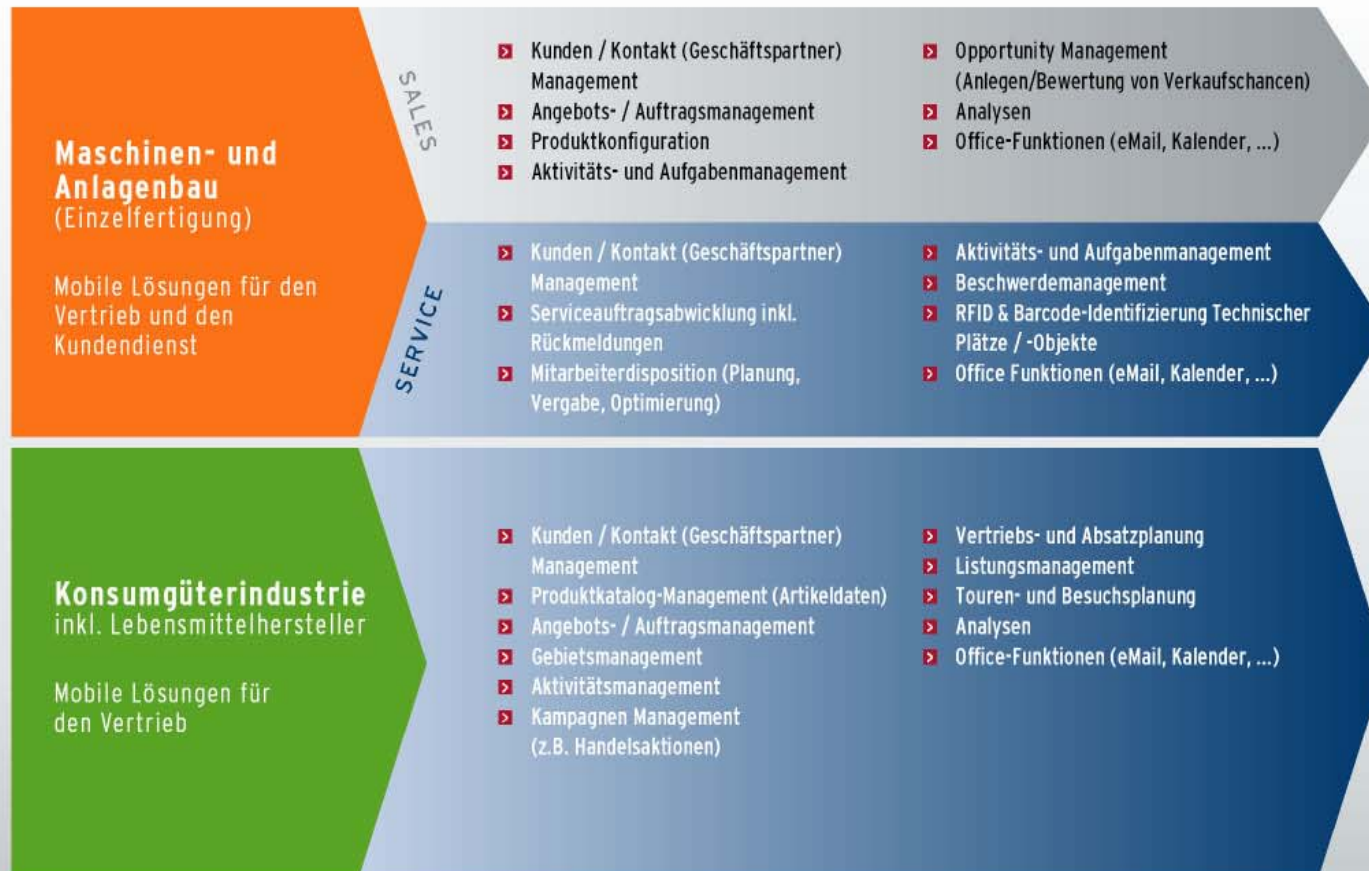 Maschinen- und
Anlagenbau
(Einzelfertigung)
Mobile Lösungen für den
Vertrieb und den
Kundendienst
SALES
Kunden / Kontakt (Geschäftspartner)
Management
Angebots- / Auftragsmanagement
Produktkonfiguration
Aktivitäts- und Aufgabenmanagement
Opportunity Management
(Anlegen/Bewertung von Verkaufschancen)
Analysen
Office-Funktionen (eMail, Kalender, ...)
SERVICE
Kunden / Kontakt (Geschäftspartner)
Management
Serviceauftragsabwicklung inkl.
Rückmeldungen
Mitarbeiterdisposition (Planung,
Vergabe, Optimierung)
Aktivitäts- und Aufgabenmanagement
Beschwerdemanagement
RFID & Barcode-Identifizierung Technischer
Plätze / -Objekte
Office Funktionen (eMail, Kalender, ...)
Konsumgüterindustrie
inkl. Lebensmittelhersteller
Mobile Lösungen für
den Vertrieb
Kunden / Kontakt (Geschäftspartner)
Management
Produktkatalog-Management (Artikeldaten)
Angebots- / Auftragsmanagement
Gebietsmanagement
Aktivitätsmanagement
Kampagnen Management
(z.B. Handelsaktionen)
Vertriebs- und Absatzplanung
Listungsmanagement
Touren- und Besuchsplanung
Analysen
Office-Funktionen (eMail, Kalender, ...)